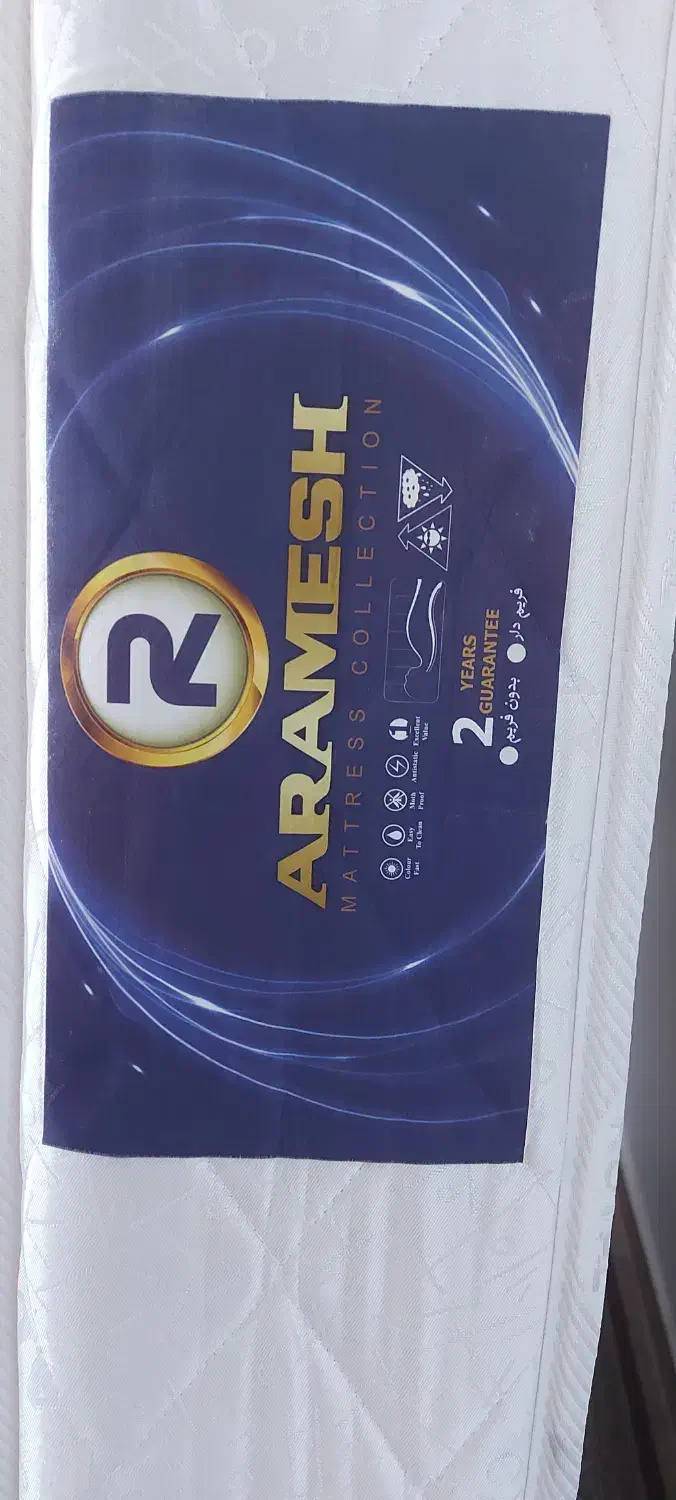 R
ARAMESH
MATTRESS COLLECTION
Colour Fast
Easy To Clean
Moth Proof
Antistatic
Excellent Value
2 YEARS GUARANTEE
بدون فریم فریم دار